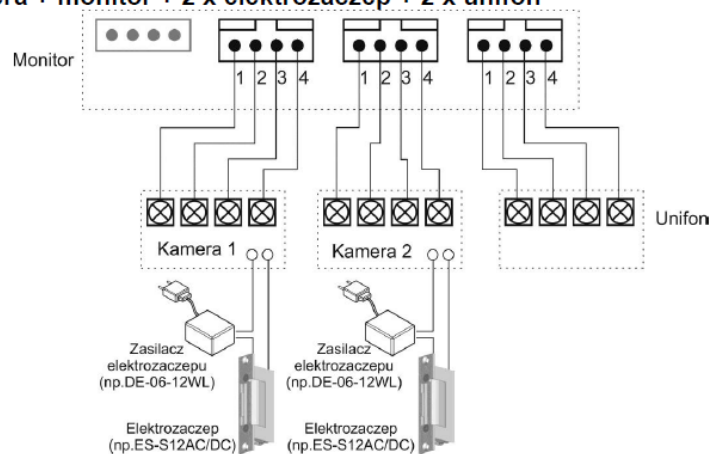 + monitor + 2 x elektrozaczep + 2 x unifon
Monitor
1 2 3 4
1 2 3 4
1 2 3 4
Unifon
Kamera 1
Kamera 2
Zasilacz
elektrozaczepu
(np.DE-06-12WL)
Zasilacz
elektrozaczepu
(np.DE-06-12WL)
Elektrozaczep
(np.ES-S12AC/DC)
Elektrozaczep
(np.ES-S12AC/DC)